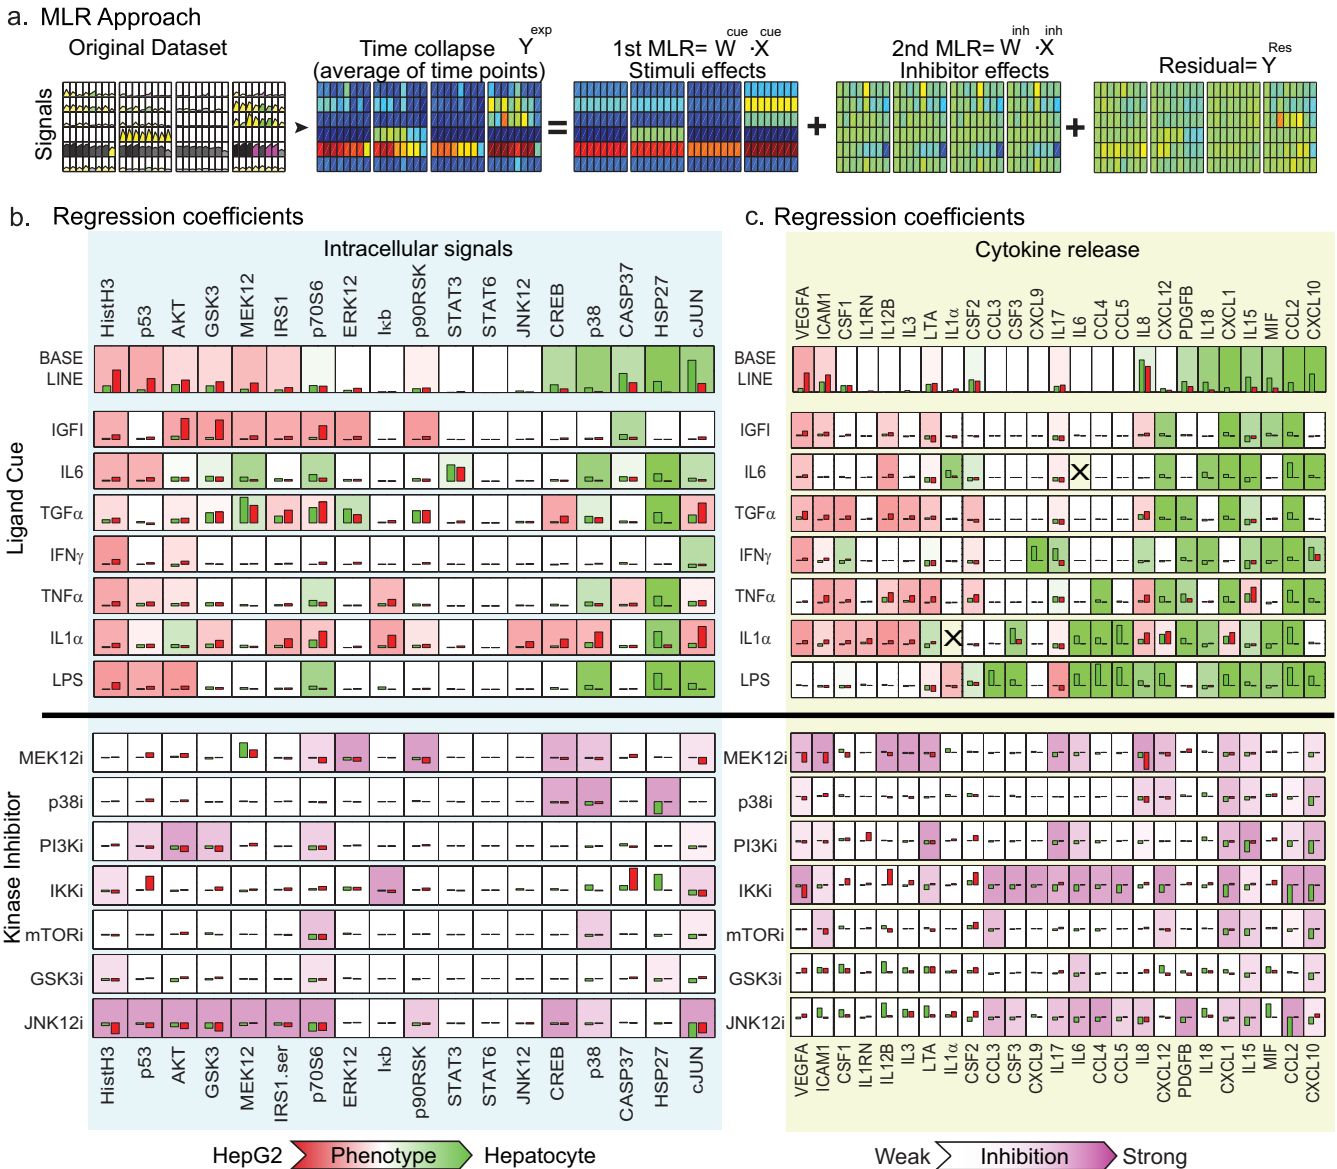 a. MLR Approach
Original Dataset
Time collapse Y exp
(average of time points)
1st MLR= W cue ·X cue
Stimuli effects
2nd MLR= W inh ·X inh
Inhibitor effects
Residual= Y Res
Signals
=
+
+
b. Regression coefficients
Intracellular signals
HistH3 p53 AKT GSK3 MEK12 IRS1 p70S6 ERK12 Iκb p90RSK STAT3 STAT6 JNK12 CREB p38 CASP37 HSP27 cJUN
BASE
LINE
Ligand Cue
IGFI
IL6
TGFα
IFNγ
TNFα
IL1α
LPS
Kinase Inhibitor
MEK12i
p38i
PI3Ki
IKKi
mTORi
GSK3i
JNK12i
HistH3 p53 AKT GSK3 MEK12 IRS1.ser p70S6 ERK12 Iκb p90RSK STAT3 STAT6 JNK12 CREB p38 CASP37 HSP27 cJUN
HepG2 Phenotype Hepatocyte
c. Regression coefficients
Cytokine release
VEGFA ICAM1 CSF1 IL1RN IL12B IL3 LTA IL1α CSF2 CCL3 CSF3 CXCL9 IL17 IL6 CCL4 CCL5 IL8 CXCL12 PDGFB IL18 CXCL1 IL15 MIF CCL2 CXCL10
BASE
LINE
IGFI
IL6 X
TGFα
IFNγ
TNFα
IL1α X
LPS
MEK12i
p38i
PI3Ki
IKKi
mTORi
GSK3i
JNK12i
VEGFA ICAM1 CSF1 IL1RN IL12B IL3 LTA IL1α CSF2 CCL3 CSF3 CXCL9 IL17 IL6 CCL4 CCL5 IL8 CXCL12 PDGFB IL18 CXCL1 IL15 MIF CCL2 CXCL10
Weak Inhibition Strong